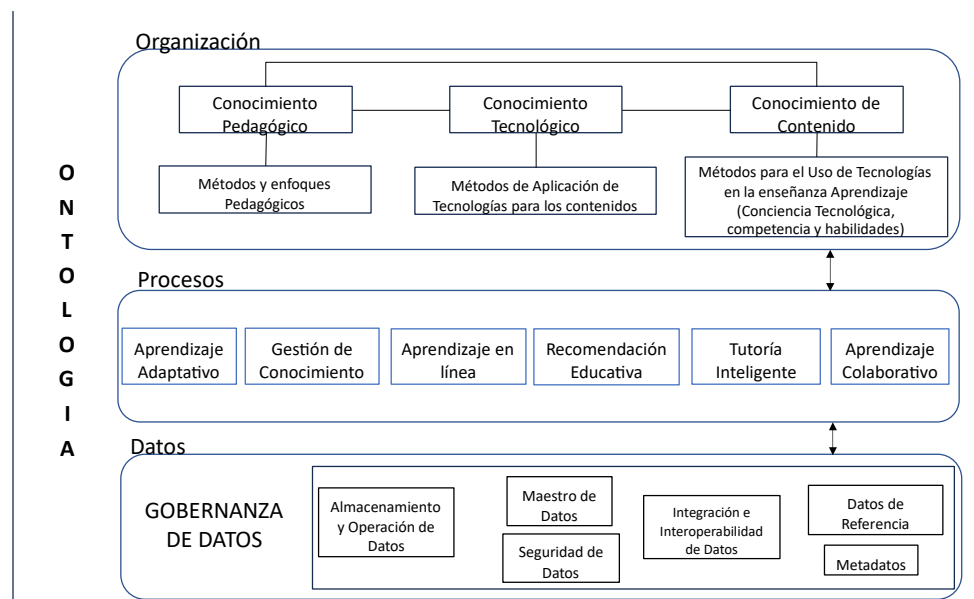 Organización
Conocimiento
Pedagógico
Conocimiento
Tecnológico
Conocimiento de
Contenido
Métodos y enfoques
Pedagógicos
Métodos de Aplicación de
Tecnologías para los contenidos
Métodos para el Uso de Tecnologías
en la enseñanza Aprendizaje
(Conciencia Tecnológica,
competencia y habilidades)
O
N
T
O
L
O
G
I
A
Procesos
Aprendizaje
Adaptativo
Gestión de
Conocimiento
Aprendizaje en
línea
Recomendación
Educativa
Tutoría
Inteligente
Aprendizaje
Colaborativo
Datos
GOBERNANZA
DE DATOS
Almacenamiento
y Operación de
Datos
Maestro de
Datos
Seguridad de
Datos
Integración e
Interoperabilidad
de Datos
Datos de
Referencia
Metadatos